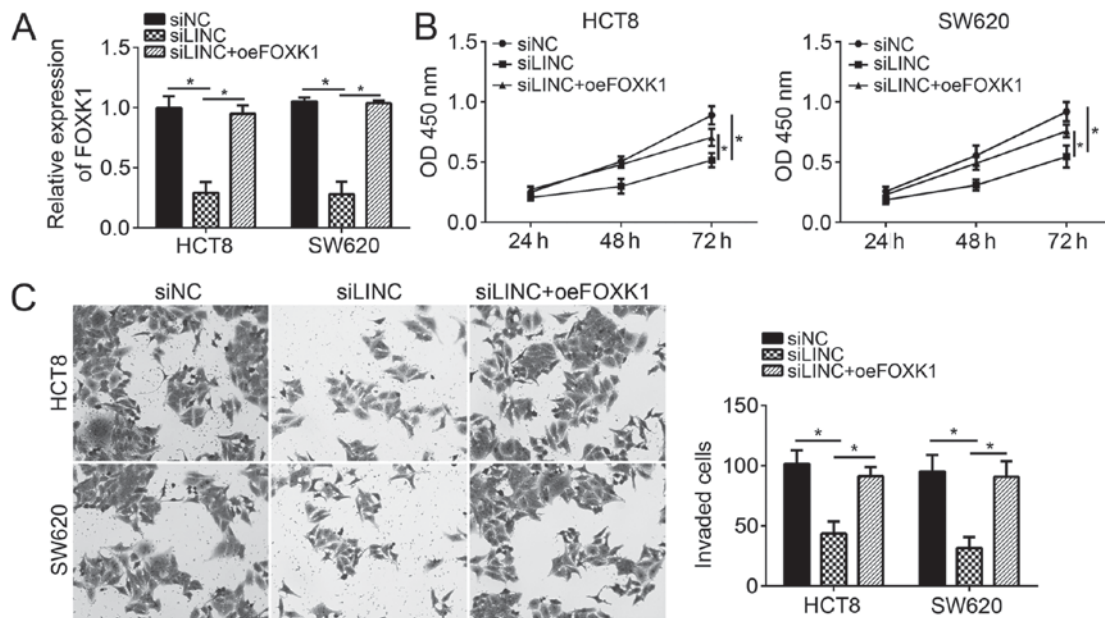 A
siNC
siLINC
siLINC+oeFOXK1
Relative expression
of FOXK1
1.5
1.0
0.5
0.0
* * * *
HCT8 SW620
B
HCT8
siNC
siLINC
siLINC+oeFOXK1
OD 450 nm
1.5
1.0
0.5
0.0
* *
24 h 48 h 72 h
SW620
siNC
siLINC
siLINC+oeFOXK1
OD 450 nm
1.5
1.0
0.5
0.0
* *
24 h 48 h 72 h
C
siNC siLINC siLINC+oeFOXK1
HCT8
SW620
siNC
siLINC
siLINC+oeFOXK1
Invaded cells
150
100
50
0
* * * *
HCT8 SW620